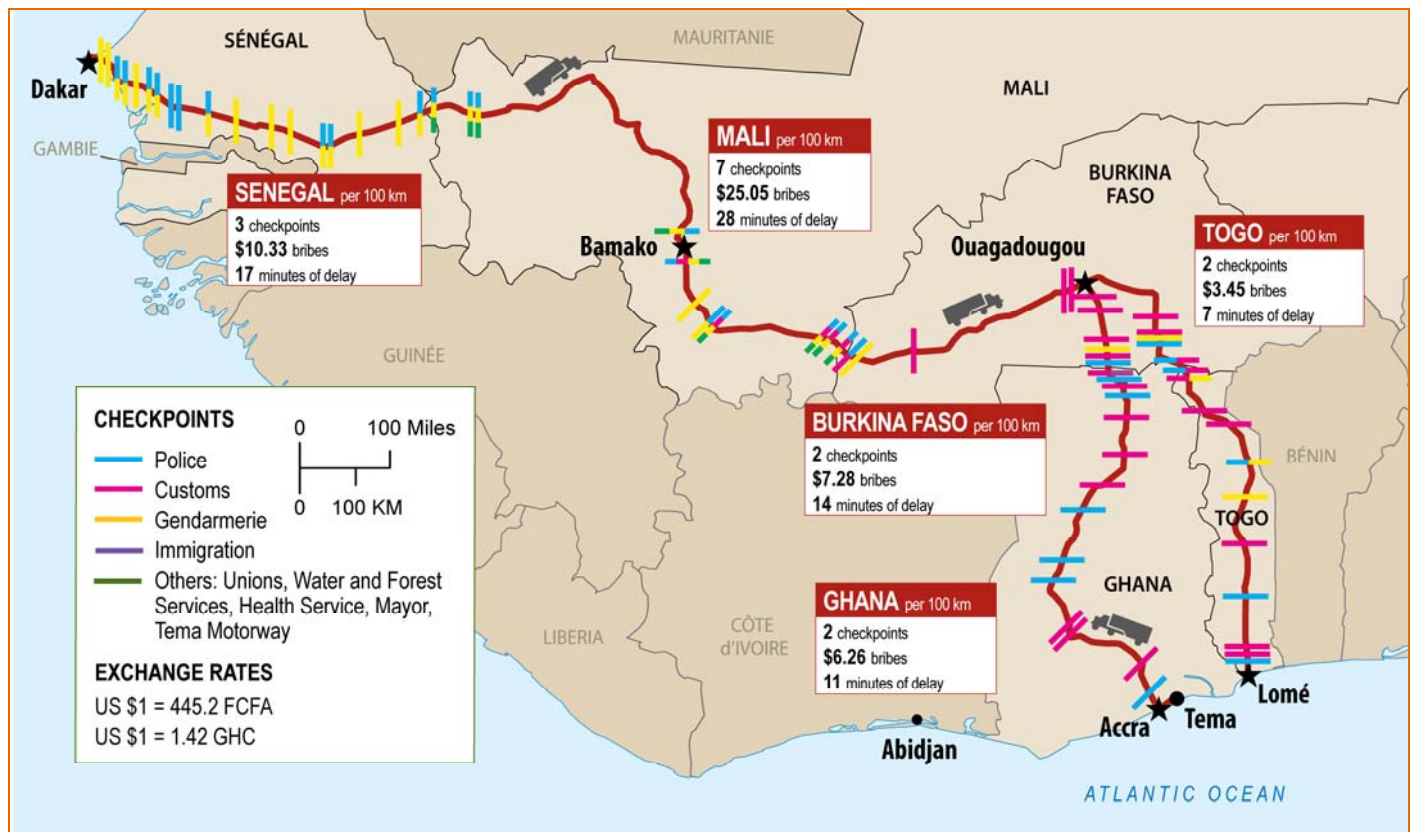 SÉNÉGAL
MAURITANIE
Dakar
MALI
GAMBIE
MALI per 100 km
7 checkpoints
$25.05 bribes
28 minutes of delay
BURKINA
FASO
SENEGAL per 100 km
3 checkpoints
$10.33 bribes
17 minutes of delay
Bamako
Ouagadougou
TOGO per 100 km
2 checkpoints
$3.45 bribes
7 minutes of delay
GUINÉE
CHECKPOINTS
Police
Customs
Gendarmerie
Immigration
Others: Unions, Water and Forest
Services, Health Service, Mayor,
Tema Motorway
0 100 Miles
0 100 KM
EXCHANGE RATES
US $1 = 445.2 FCFA
US $1 = 1.42 GHC
BURKINA FASO per 100 km
2 checkpoints
$7.28 bribes
14 minutes of delay
BÉNIN
TOGO
GHANA
GHANA per 100 km
2 checkpoints
$6.26 bribes
11 minutes of delay
LIBERIA
CÔTE
d'IVOIRE
Abidjan
Accra
Tema
Lomé
ATLANTIC OCEAN